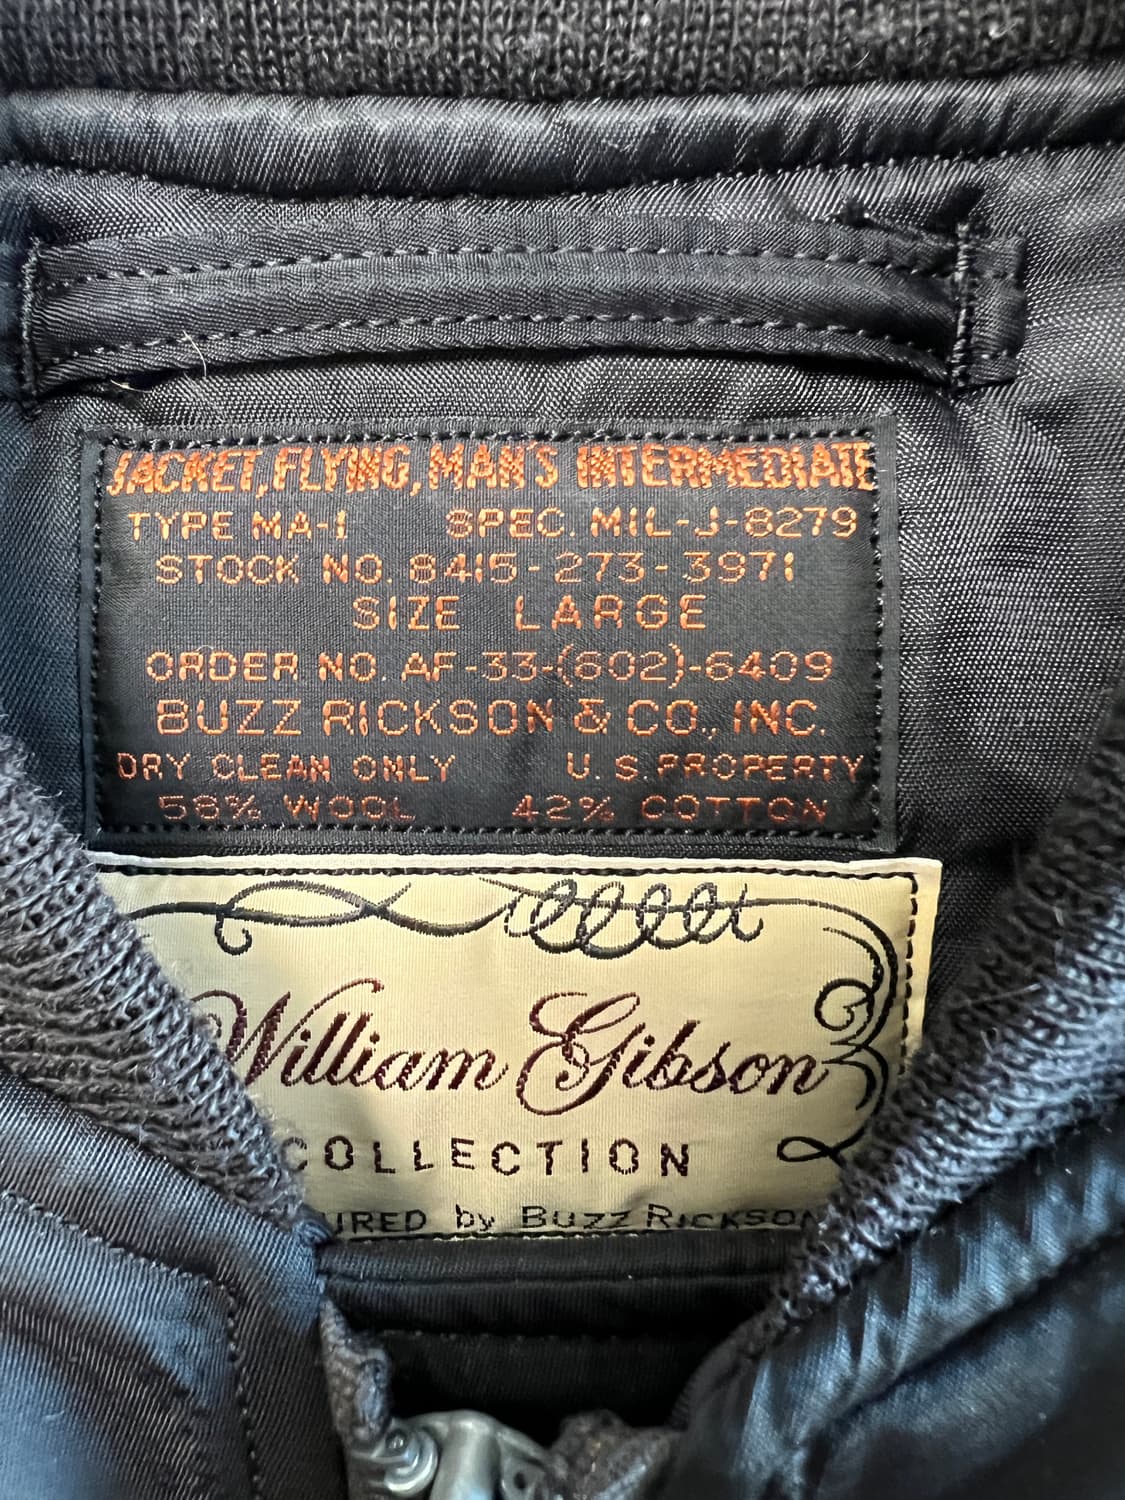 JACKET, FLYING, MAN'S INTERMEDIATE
TYPE MA-1 SPEC. MIL-J-8279
STOCK NO. 8415-273-3971
SIZE LARGE
ORDER NO. AF-33-(602)-6409
BUZZ RICKSON & CO., INC.
DRY CLEAN ONLY U.S. PROPERTY
58% WOOL 42% COTTON
William Gibson
COLLECTION
by BUZZ RICKSON